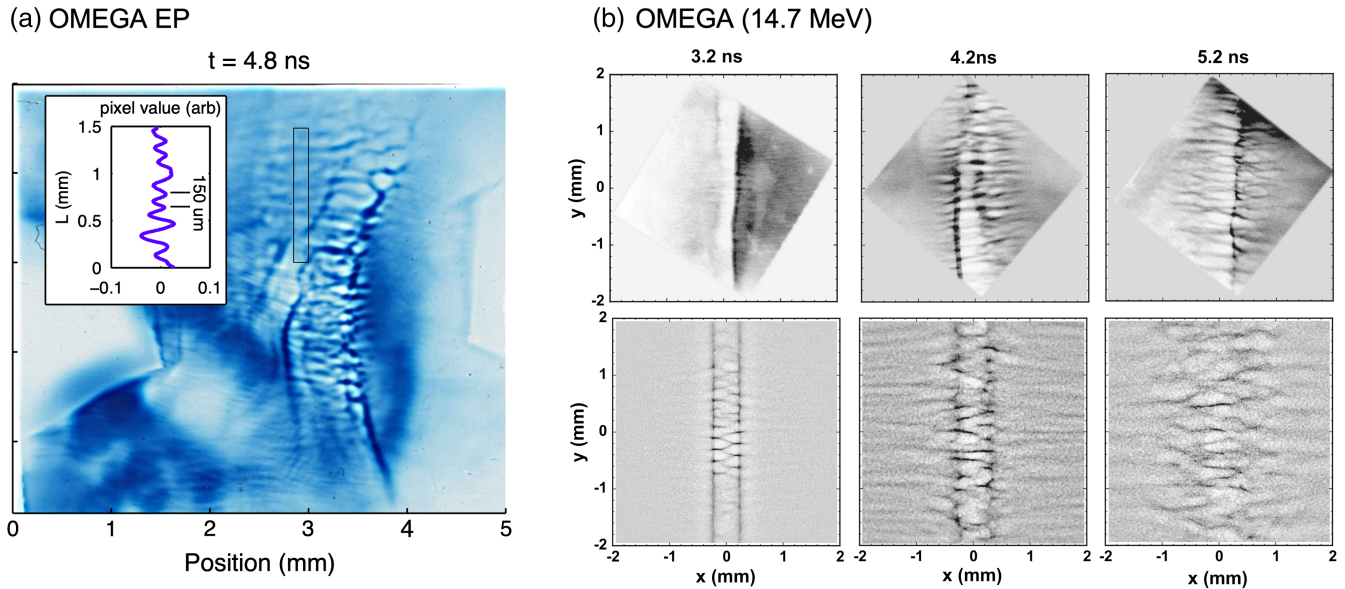 (a) OMEGA EP
t = 4.8 ns
pixel value (arb)
1.5
1
0.5
0
L (mm)
150 um
−0.1 0 0.1
0 1 2 3 4 5
Position (mm)
(b) OMEGA (14.7 MeV)
3.2 ns 4.2ns 5.2 ns
2
1
0
-1
-2
y (mm)
2
1
0
-1
-2
y (mm)
-2 -1 0 1 2 -1 0 1 2 -2 -1 0 1 2
x (mm) x (mm) x (mm)